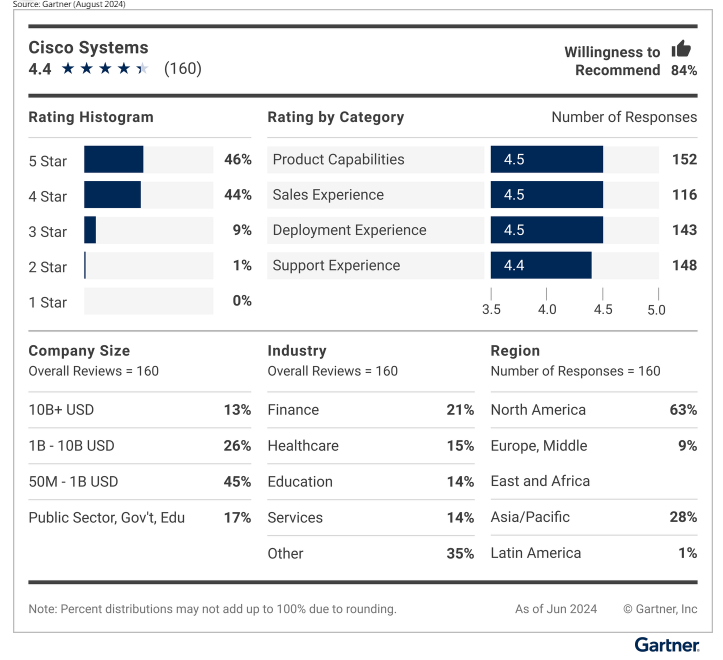 Source: Gartner (August 2024)
Cisco Systems
4.4 ★ ★ ★ ★ ⯨ (160)
Willingness to
Recommend 84%
Rating Histogram
5 Star 46%
4 Star 44%
3 Star 9%
2 Star 1%
1 Star 0%
Rating by Category Number of Responses
Product Capabilities 4.5 152
Sales Experience 4.5 116
Deployment Experience 4.5 143
Support Experience 4.4 148
3.5 4.0 4.5 5.0
Company Size
Overall Reviews = 160
10B+ USD 13%
1B - 10B USD 26%
50M - 1B USD 45%
Public Sector, Gov't, Edu 17%
Industry
Overall Reviews = 160
Finance 21%
Healthcare 15%
Education 14%
Services 14%
Other 35%
Region
Number of Responses = 160
North America 63%
Europe, Middle 9%
East and Africa
Asia/Pacific 28%
Latin America 1%
Note: Percent distributions may not add up to 100% due to rounding. As of Jun 2024 © Gartner, Inc
Gartner